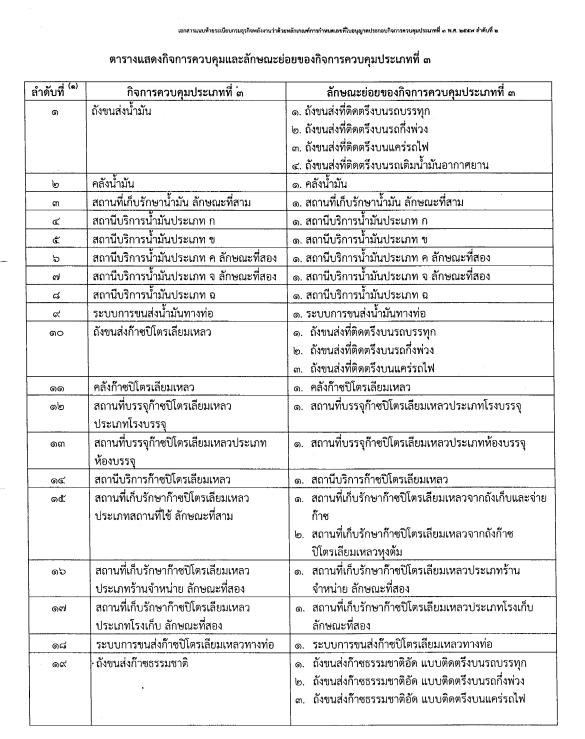 เอกสารแนบท้ายระเบียบกรมธุรกิจพลังงานว่าด้วยหลักเกณฑ์การกำหนดเลขที่ใบอนุญาตประกอบกิจการควบคุมประเภทที่ ๓ พ.ศ. ๒๕๕๗ ลำดับที่ ๒
ตารางแสดงกิจการควบคุมและลักษณะย่อยของกิจการควบคุมประเภทที่ ๓
ลำดับที่ (๑) กิจการควบคุมประเภทที่ ๓ ลักษณะย่อยของกิจการควบคุมประเภทที่ ๓
๑ ถังขนส่งน้ำมัน ๑. ถังขนส่งที่ติดตรึงบนรถบรรทุก
๒. ถังขนส่งที่ติดตรึงบนรถกึ่งพ่วง
๓. ถังขนส่งที่ติดตรึงบนแคร่รถไฟ
๔. ถังขนส่งที่ติดตรึงบนรถเติมน้ำมันอากาศยาน
๒ คลังน้ำมัน ๑. คลังน้ำมัน
๓ สถานที่เก็บรักษาน้ำมัน ลักษณะที่สาม ๑. สถานที่เก็บรักษาน้ำมัน ลักษณะที่สาม
๔ สถานีบริการน้ำมันประเภท ก ๑. สถานีบริการน้ำมันประเภท ก
๕ สถานีบริการน้ำมันประเภท ข ๑. สถานีบริการน้ำมันประเภท ข
๖ สถานีบริการน้ำมันประเภท ค ลักษณะที่สอง ๑. สถานีบริการน้ำมันประเภท ค ลักษณะที่สอง
๗ สถานีบริการน้ำมันประเภท จ ลักษณะที่สอง ๑. สถานีบริการน้ำมันประเภท จ ลักษณะที่สอง
๘ สถานีบริการน้ำมันประเภท ฉ ๑. สถานีบริการน้ำมันประเภท ฉ
๙ ระบบการขนส่งน้ำมันทางท่อ ๑. ระบบการขนส่งน้ำมันทางท่อ
๑๐ ถังขนส่งก๊าซปิโตรเลียมเหลว ๑. ถังขนส่งที่ติดตรึงบนรถบรรทุก
๒. ถังขนส่งที่ติดตรึงบนรถกึ่งพ่วง
๓. ถังขนส่งที่ติดตรึงบนแคร่รถไฟ
๑๑ คลังก๊าซปิโตรเลียมเหลว ๑. คลังก๊าซปิโตรเลียมเหลว
๑๒ สถานที่บรรจุก๊าซปิโตรเลียมเหลว ๑. สถานที่บรรจุก๊าซปิโตรเลียมเหลวประเภทโรงบรรจุ
ประเภทโรงบรรจุ
๑๓ สถานที่บรรจุก๊าซปิโตรเลียมเหลวประเภท ๑. สถานที่บรรจุก๊าซปิโตรเลียมเหลวประเภทห้องบรรจุ
ห้องบรรจุ
๑๔ สถานีบริการก๊าซปิโตรเลียมเหลว ๑. สถานีบริการก๊าซปิโตรเลียมเหลว
๑๕ สถานที่เก็บรักษาก๊าซปิโตรเลียมเหลว ๑. สถานที่เก็บรักษาก๊าซปิโตรเลียมเหลวจากถังเก็บและจ่าย
ประเภทสถานที่ใช้ ลักษณะที่สาม ก๊าซ
๒. สถานที่เก็บรักษาก๊าซปิโตรเลียมเหลวจากถังก๊าซ
ปิโตรเลียมเหลวหุงต้ม
๑๖ สถานที่เก็บรักษาก๊าซปิโตรเลียมเหลว ๑. สถานที่เก็บรักษาก๊าซปิโตรเลียมเหลวประเภทร้าน
ประเภทร้านจำหน่าย ลักษณะที่สอง จำหน่าย ลักษณะที่สอง
๑๗ สถานที่เก็บรักษาก๊าซปิโตรเลียมเหลว ๑. สถานที่เก็บรักษาก๊าซปิโตรเลียมเหลวประเภทโรงเก็บ
ประเภทโรงเก็บ ลักษณะที่สอง ลักษณะที่สอง
๑๘ ระบบการขนส่งก๊าซปิโตรเลียมเหลวทางท่อ ๑. ระบบการขนส่งก๊าซปิโตรเลียมเหลวทางท่อ
๑๙ ถังขนส่งก๊าซธรรมชาติ ๑. ถังขนส่งก๊าซธรรมชาติอัด แบบติดตรึงบนรถบรรทุก
๒. ถังขนส่งก๊าซธรรมชาติอัด แบบติดตรึงบนรถกึ่งพ่วง
๓. ถังขนส่งก๊าซธรรมชาติอัด แบบติดตรึงบนแคร่รถไฟ